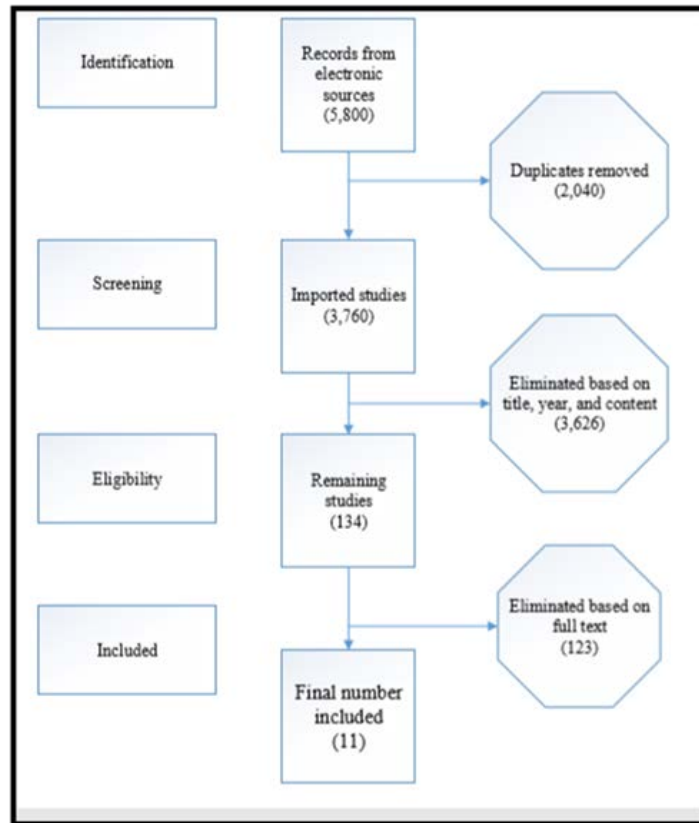 Identification
Records from
electronic
sources
(5,800)
Duplicates removed
(2,040)
Screening
Imported studies
(3,760)
Eliminated based on
title, year, and content
(3,626)
Eligibility
Remaining
studies
(134)
Eliminated based on
full text
(123)
Included
Final number
included
(11)